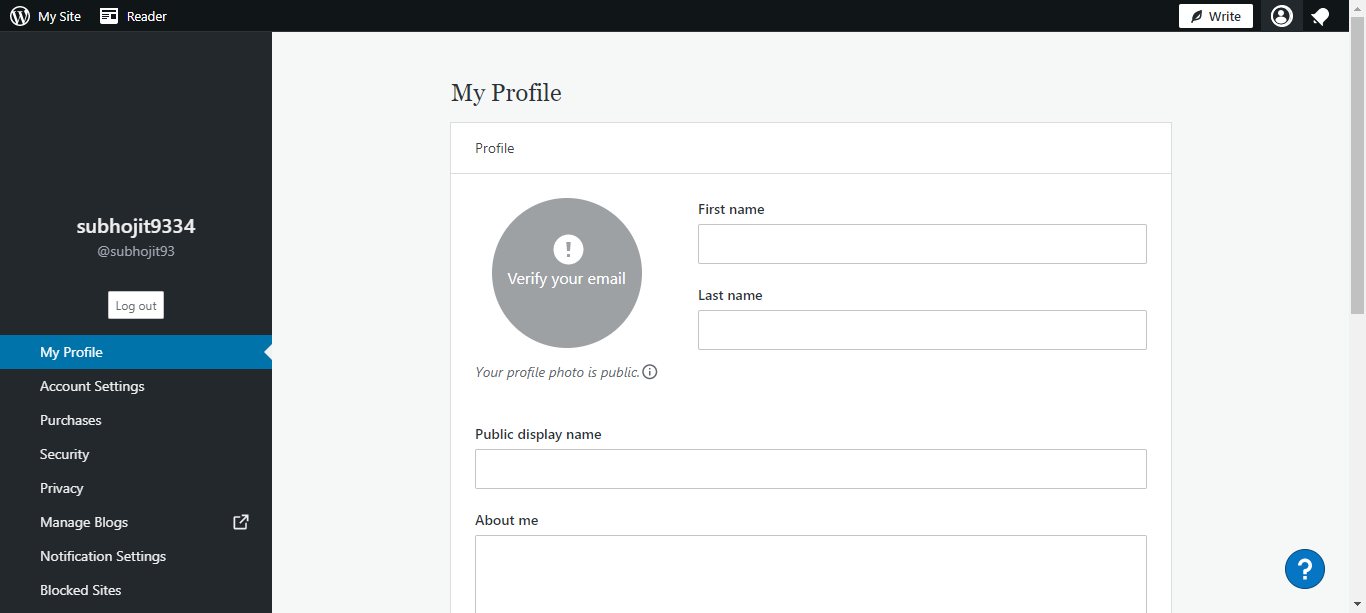 My Site
Reader
Write
subhojit9334
@subhojit93
Log out
My Profile
Account Settings
Purchases
Security
Privacy
Manage Blogs
Notification Settings
Blocked Sites
My Profile
Profile
!
Verify your email
Your profile photo is public.
First name
Last name
Public display name
About me
?